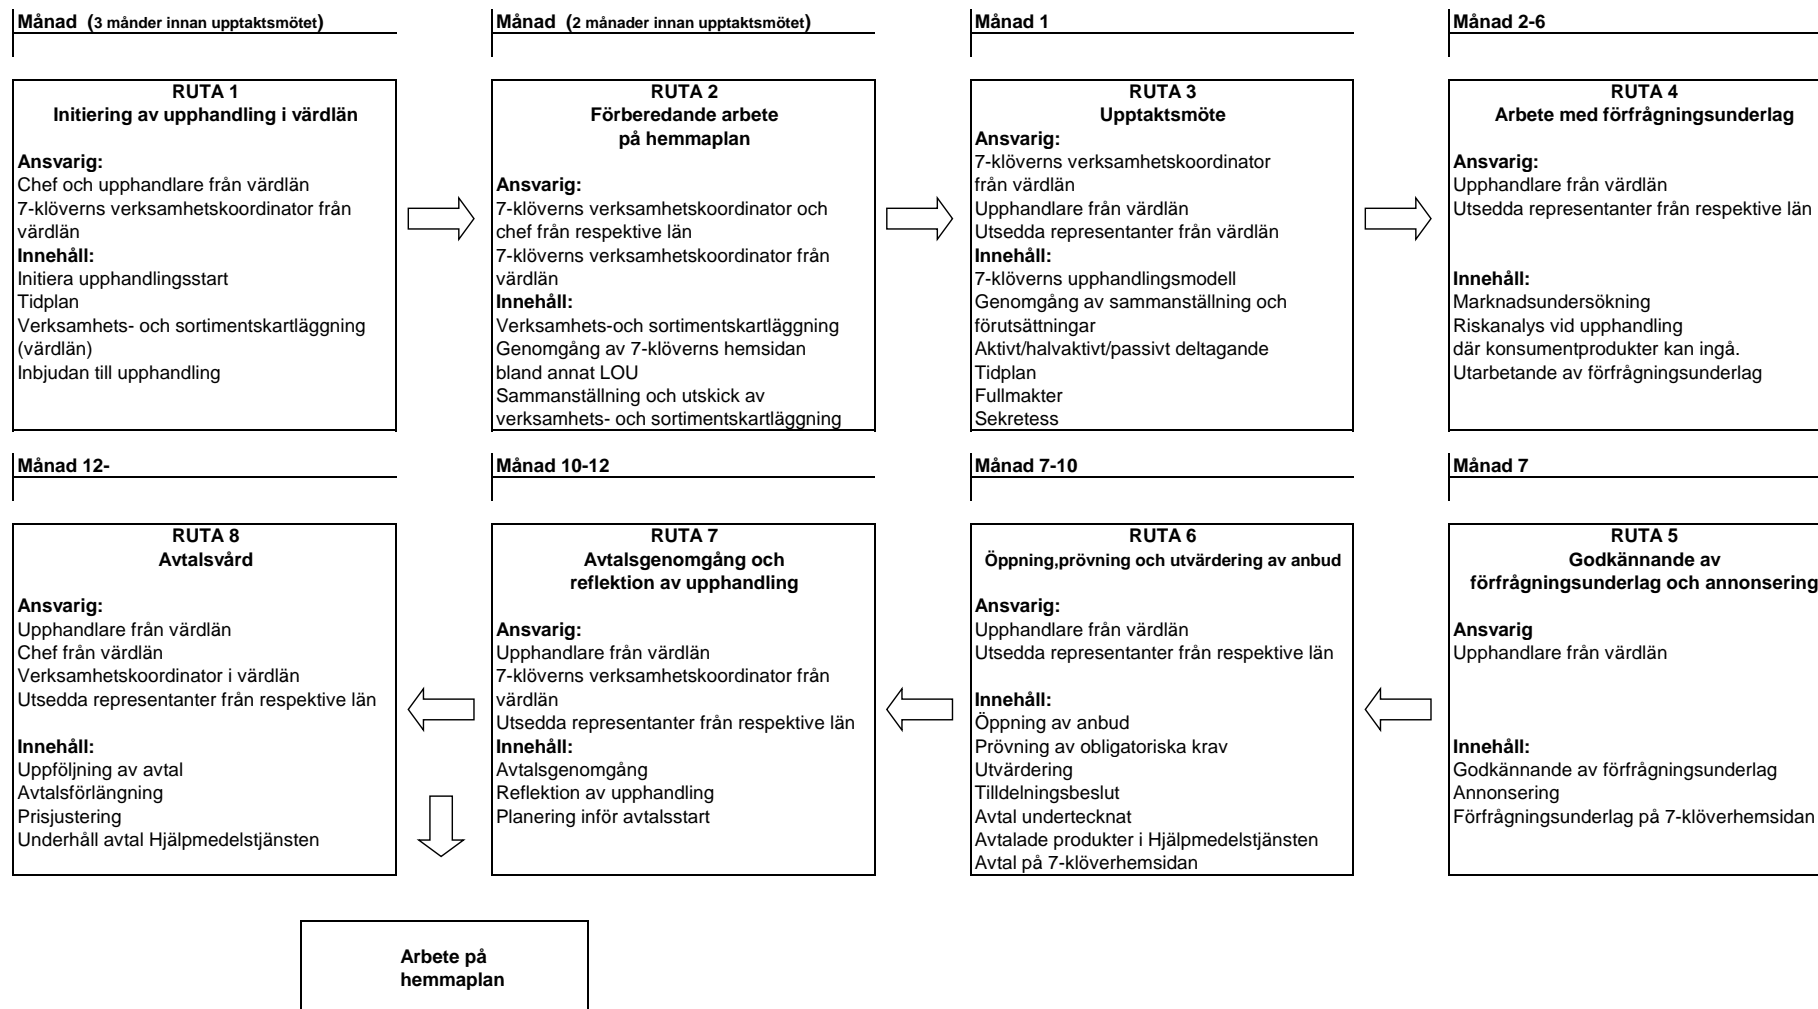 Månad  (3 månder innan upptaktsmötet)
RUTA 1
Initiering av upphandling i värdlän
Ansvarig:
Chef och upphandlare från värdlän
7-klöverns verksamhetskoordinator från
värdlän
Innehåll:
Initiera upphandlingsstart
Tidplan
Verksamhets- och sortimentskartläggning
(värdlän)
Inbjudan till upphandling
Månad  (2 månader innan upptaktsmötet)
RUTA 2
Förberedande arbete
på hemmaplan
Ansvarig:
7-klöverns verksamhetskoordinator och
chef från respektive län
7-klöverns verksamhetskoordinator från
värdlän
Innehåll:
Verksamhets-och sortimentskartläggning
Genomgång av 7-klöverns hemsidan
bland annat LOU
Sammanställning och utskick av
verksamhets- och sortimentskartläggning
Månad 1
RUTA 3
Upptaktsmöte
Ansvarig:
7-klöverns verksamhetskoordinator
från värdlän
Upphandlare från värdlän
Utsedda representanter från värdlän
Innehåll:
7-klöverns upphandlingsmodell
Genomgång av sammanställning och
förutsättningar
Aktivt/halvaktivt/passivt deltagande
Tidplan
Fullmakter
Sekretess
Månad 2-6
RUTA 4
Arbete med förfrågningsunderlag
Ansvarig:
Upphandlare från värdlän
Utsedda representanter från respektive län
Innehåll:
Marknadsundersökning
Riskanalys vid upphandling
där konsumentprodukter kan ingå.
Utarbetande av förfrågningsunderlag
Månad 12-
RUTA 8
Avtalsvård
Ansvarig:
Upphandlare från värdlän
Chef från värdlän
Verksamhetskoordinator i värdlän
Utsedda representanter från respektive län
Innehåll:
Uppföljning av avtal
Avtalsförlängning
Prisjustering
Underhåll avtal Hjälpmedelstjänsten
Månad 10-12
RUTA 7
Avtalsgenomgång och
reflektion av upphandling
Ansvarig:
Upphandlare från värdlän
7-klöverns verksamhetskoordinator från
värdlän
Utsedda representanter från respektive län
Innehåll:
Avtalsgenomgång
Reflektion av upphandling
Planering inför avtalsstart
Månad 7-10
RUTA 6
Öppning,prövning och utvärdering av anbud
Ansvarig:
Upphandlare från värdlän
Utsedda representanter från respektive län
Innehåll:
Öppning av anbud
Prövning av obligatoriska krav
Utvärdering
Tilldelningsbeslut
Avtal undertecknat
Avtalade produkter i Hjälpmedelstjänsten
Avtal på 7-klöverhemsidan
Månad 7
RUTA 5
Godkännande av
förfrågningsunderlag och annonsering
Ansvarig
Upphandlare från värdlän
Innehåll:
Godkännande av förfrågningsunderlag
Annonsering
Förfrågningsunderlag på 7-klöverhemsidan
Arbete på
hemmaplan